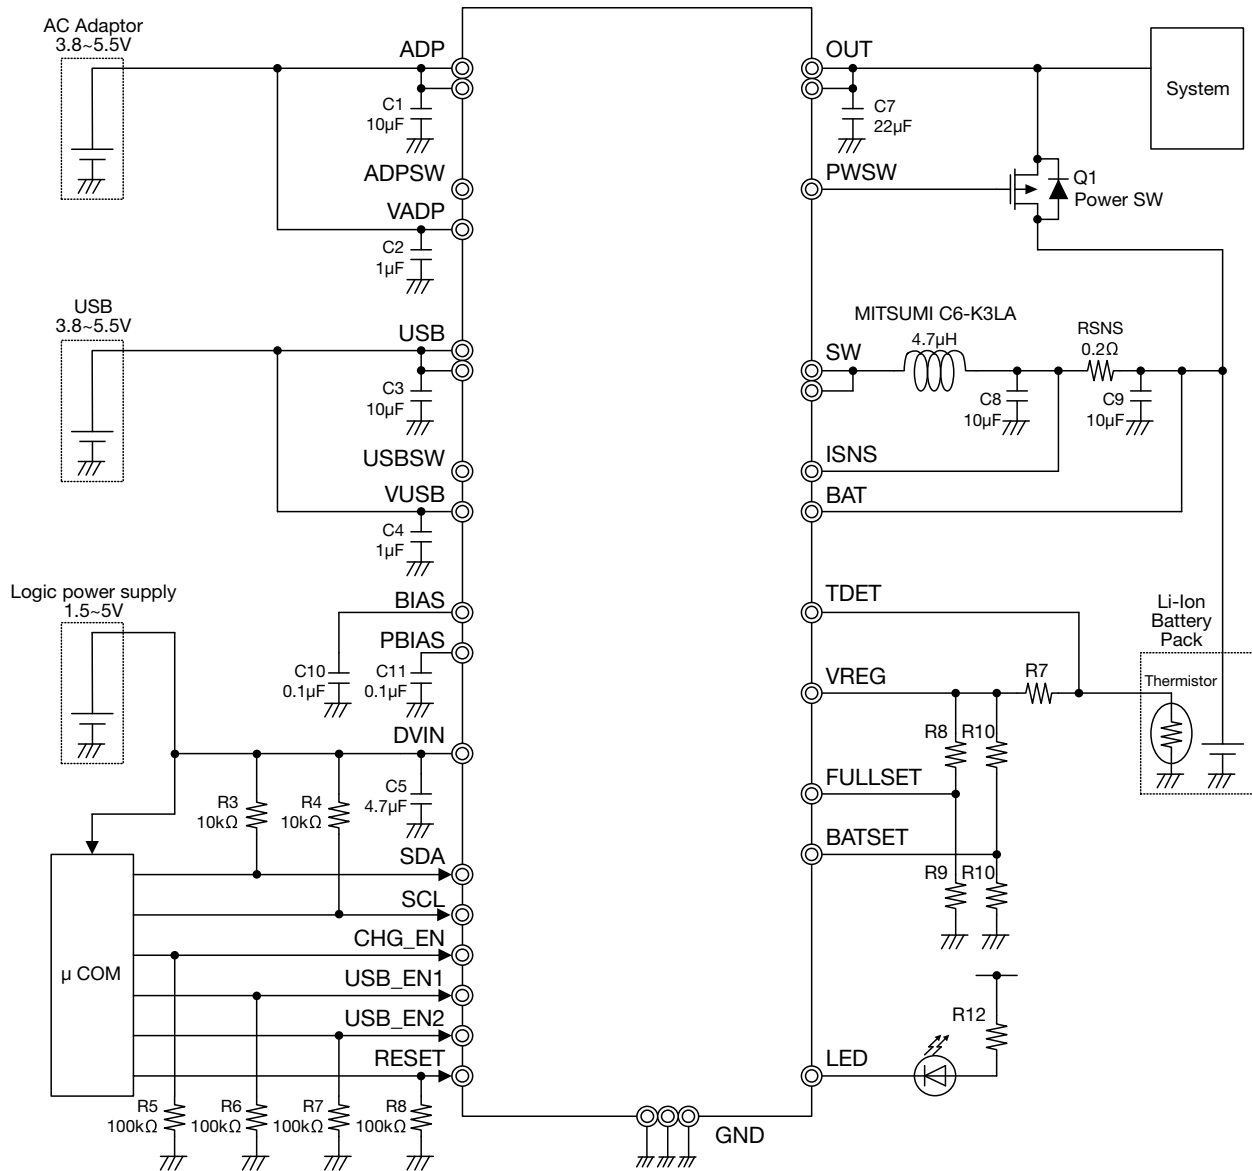 AC Adaptor
3.8~5.5V
ADP
C1
10µF
ADPSW
VADP
C2
1µF
USB
3.8~5.5V
USB
C3
10µF
USBSW
VUSB
C4
1µF
Logic power supply
1.5~5V
BIAS
PBIAS
C10
0.1µF
C11
0.1µF
DVIN
R3
10kΩ
R4
10kΩ
C5
4.7µF
SDA
SCL
CHG_EN
µ COM
USB_EN1
USB_EN2
RESET
R5
100kΩ
R6
100kΩ
R7
100kΩ
R8
100kΩ
GND
OUT
System
C7
22µF
PWSW
Q1
Power SW
MITSUMI C6-K3LA
4.7µH
SW
RSNS
0.2Ω
C8
10µF
C9
10µF
ISNS
BAT
TDET
Li-Ion
Battery
Pack
VREG
R7
Thermistor
R8
R10
FULLSET
BATSET
R9
R10
R12
LED